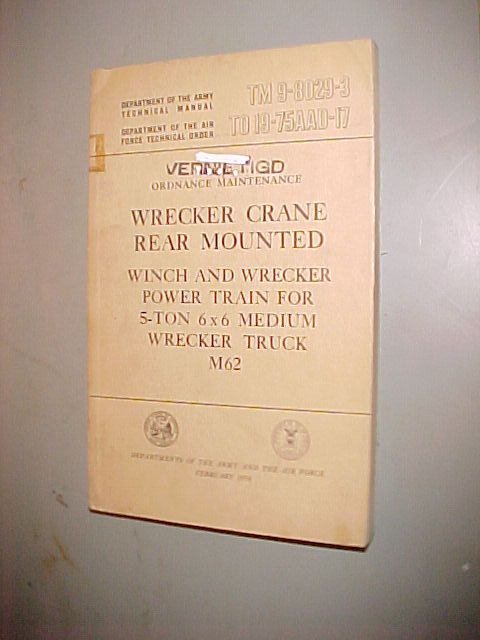 DEPARTMENT OF THE ARMY
TECHNICAL MANUAL
TM 9-8029-3
DEPARTMENT OF THE AIR
FORCE TECHNICAL ORDER
TO 19-75AAD-17
ORDNANCE MAINTENANCE
WRECKER CRANE
REAR MOUNTED
WINCH AND WRECKER
POWER TRAIN FOR
5-TON 6x6 MEDIUM
WRECKER TRUCK
M62
DEPARTMENTS OF THE ARMY AND THE AIR FORCE
FEBRUARY